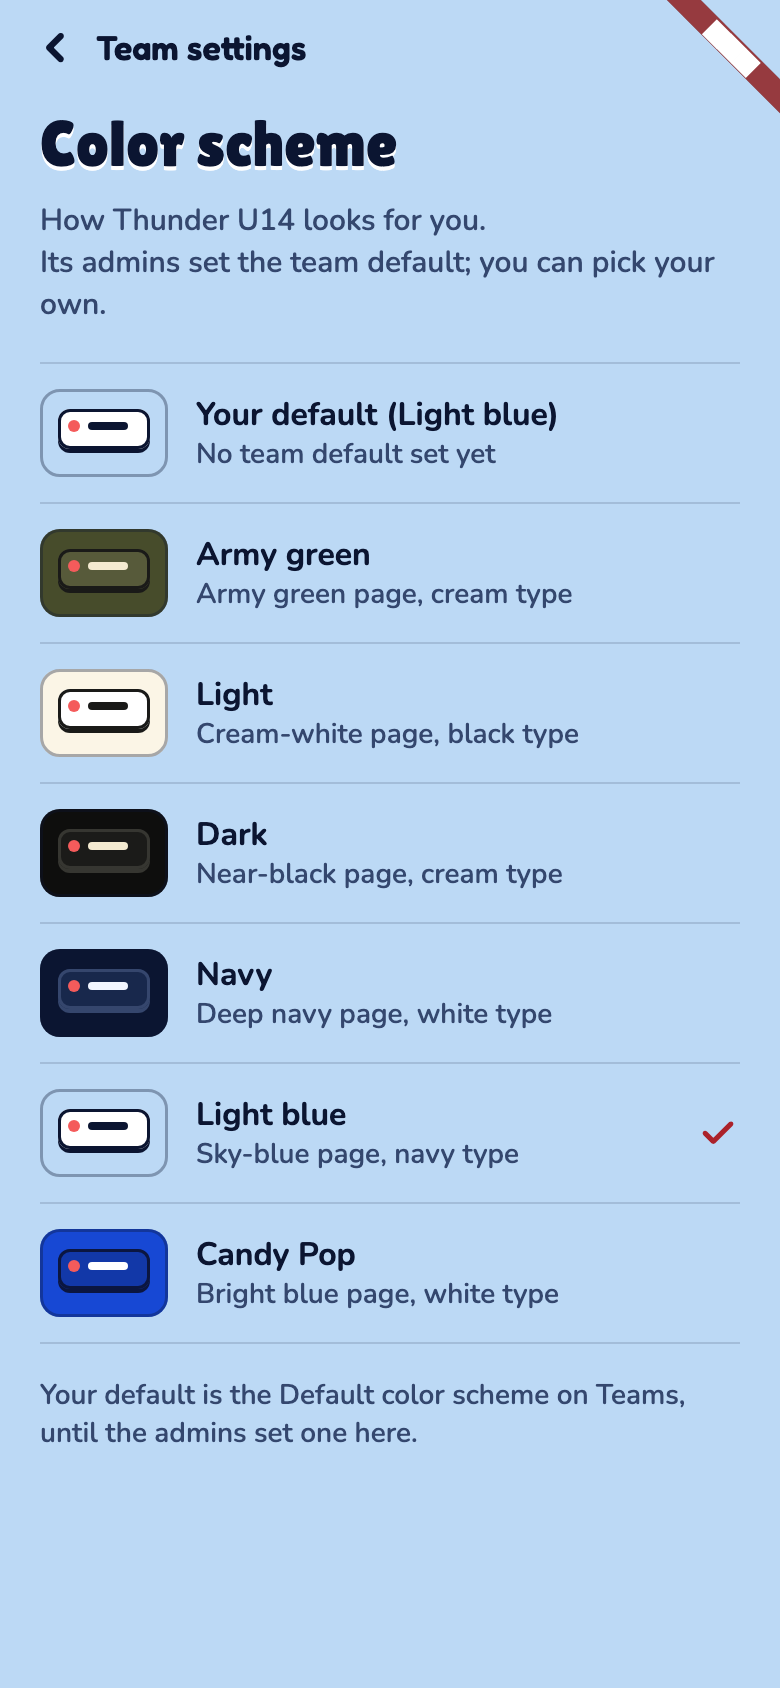 Team settings
Color scheme
How Thunder U14 looks for you.
Its admins set the team default; you can pick your
own.
Your default (Light blue)
No team default set yet
Army green
Army green page, cream type
Light
Cream-white page, black type
Dark
Near-black page, cream type
Navy
Deep navy page, white type
Light blue
Sky-blue page, navy type
Candy Pop
Bright blue page, white type
Your default is the Default color scheme on Teams,
until the admins set one here.